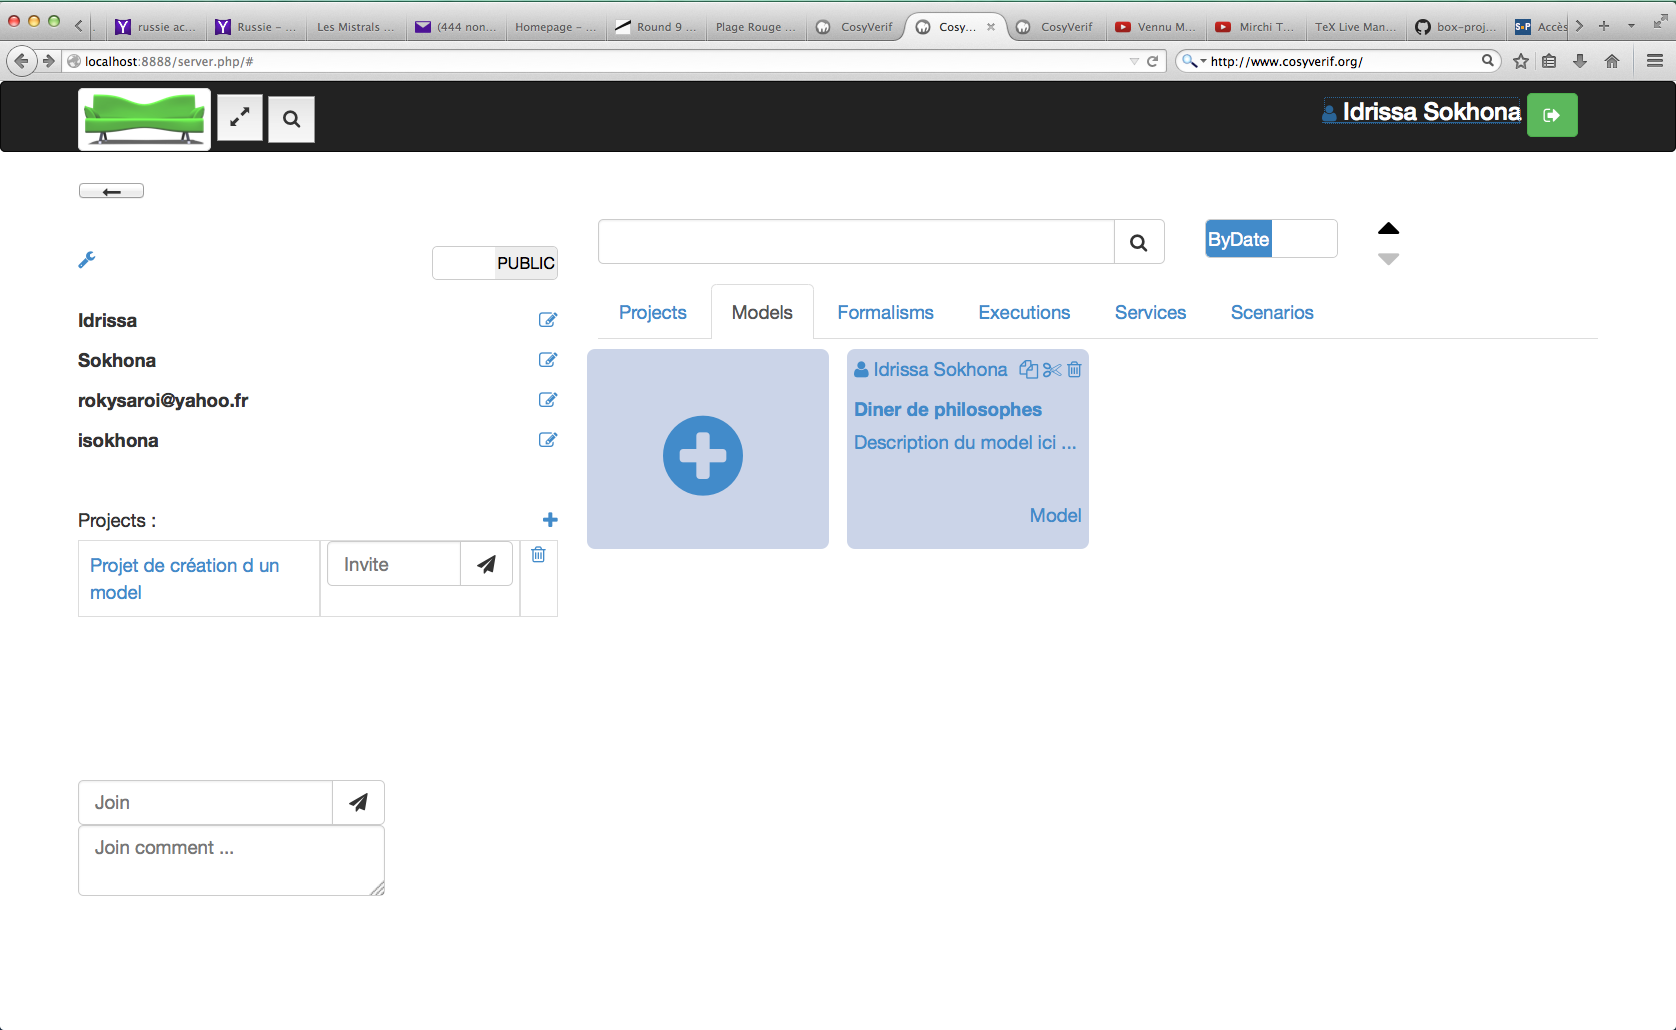 russie ac...
Russie – ...
Les Mistrals ...
(444 non...
Homepage – ...
Round 9 ...
Plage Rouge ...
CosyVerif
Cosy...
CosyVerif
Vennu M...
Mirchi T...
TeX Live Man...
box-proj...
Accès
localhost:8888/server.php/#
http://www.cosyverif.org/
Idrissa Sokhona
ByDate
PUBLIC
Projects
Models
Formalisms
Executions
Services
Scenarios
Idrissa
Sokhona
rokysaroi@yahoo.fr
isokhona
Idrissa Sokhona
Diner de philosophes
Description du model ici ...
Model
Projects :
Projet de création d un
model
Invite
Join
Join comment ...